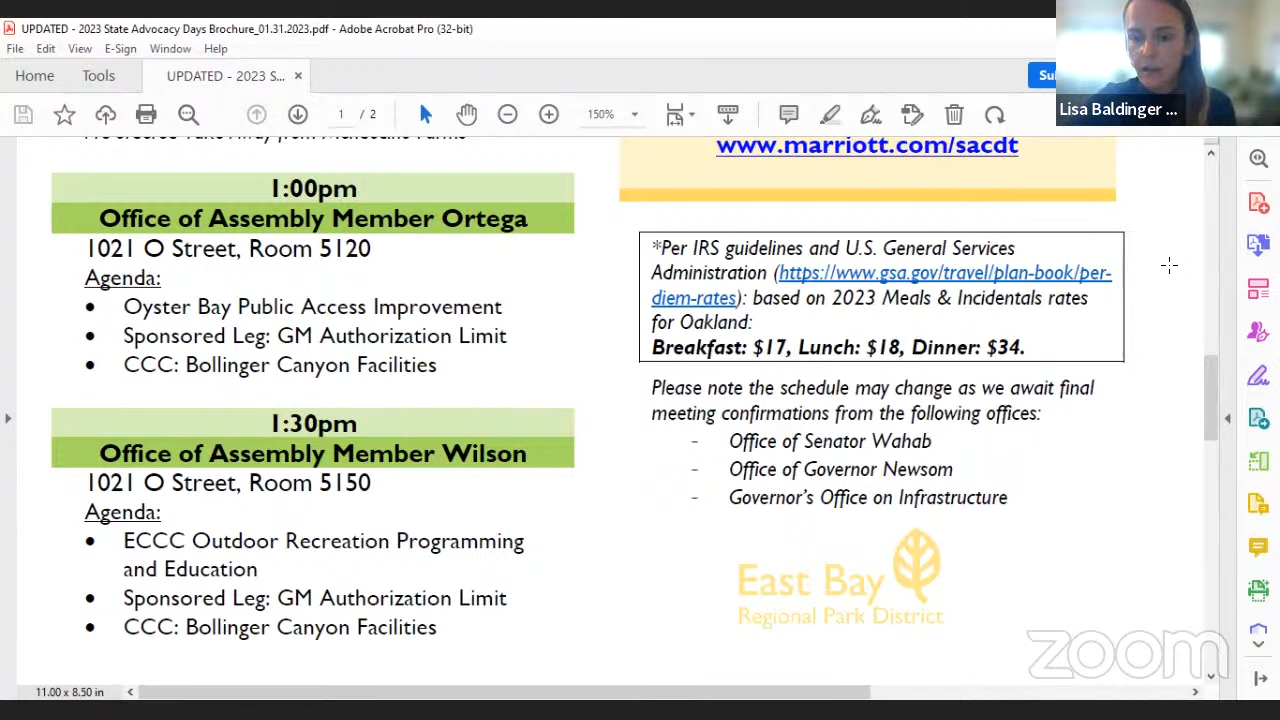 UPDATED - 2023 State Advocacy Days Brochure_01.31.2023.pdf - Adobe Acrobat Pro (32-bit)
File Edit View E-Sign Window Help
Home Tools UPDATED - 2023 S... ×
1 / 2
150%
Lisa Baldinger ...
www.marriott.com/sacdt
1:00pm
Office of Assembly Member Ortega
1021 O Street, Room 5120
Agenda:
• Oyster Bay Public Access Improvement
• Sponsored Leg: GM Authorization Limit
• CCC: Bollinger Canyon Facilities
1:30pm
Office of Assembly Member Wilson
1021 O Street, Room 5150
Agenda:
• ECCC Outdoor Recreation Programming
and Education
• Sponsored Leg: GM Authorization Limit
• CCC: Bollinger Canyon Facilities
*Per IRS guidelines and U.S. General Services
Administration (https://www.gsa.gov/travel/plan-book/per-
diem-rates): based on 2023 Meals & Incidentals rates
for Oakland:
Breakfast: $17, Lunch: $18, Dinner: $34.
Please note the schedule may change as we await final
meeting confirmations from the following offices:
- Office of Senator Wahab
- Office of Governor Newsom
- Governor's Office on Infrastructure
East Bay
Regional Park District
zoom
11.00 x 8.50 in